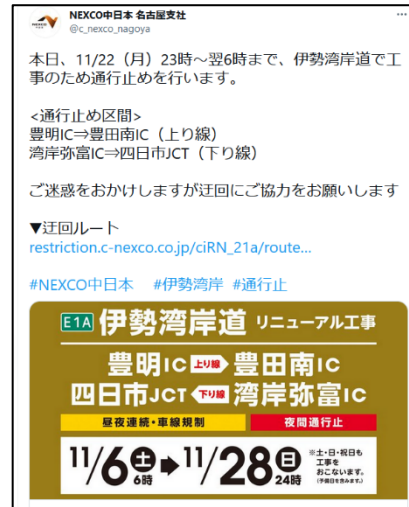 NEXCO中日本 名古屋支社
@c_nexco_nagoya
本日、11/22（月）23時～翌6時まで、伊勢湾岸道で工
事のため通行止めを行います。
<通行止め区間>
豊明IC⇒豊田南IC（上り線）
湾岸弥富IC⇒四日市JCT（下り線）
ご迷惑をおかけしますが迂回にご協力をお願いします
▼迂回ルート
restriction.c-nexco.co.jp/ciRN_21a/route...
#NEXCO中日本 #伊勢湾岸 #通行止
E1A 伊勢湾岸道 リニューアル工事
豊明IC 上り線 豊田南IC
四日市JCT 下り線 湾岸弥富IC
昼夜連続・車線規制 夜間通行止
11/6土6時 11/28日24時
※土・日・祝日も
工事を
おこないます。
(予備日を含みます。)